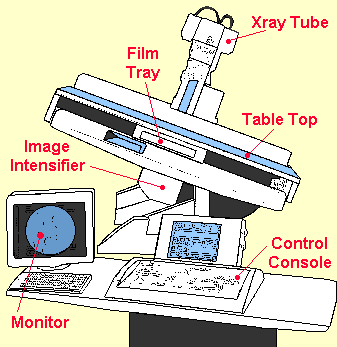 Xray Tube
Film
Tray
Table Top
Image
Intensifier
Control
Console
Monitor